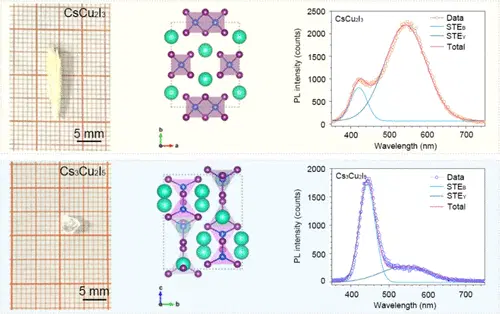 CsCu2I3
5 mm
b
a
PL intensity (counts)
2500
2000
1500
1000
500
0
CsCu2I3
Data
STEB
STEY
Total
400 500 600 700
Wavelength (nm)
Cs3Cu2I5
5 mm
c
b
PL intensity (counts)
2000
1500
1000
500
0
Cs3Cu2I5
Data
STEB
STEY
Total
400 500 600 700
Wavelength (nm)